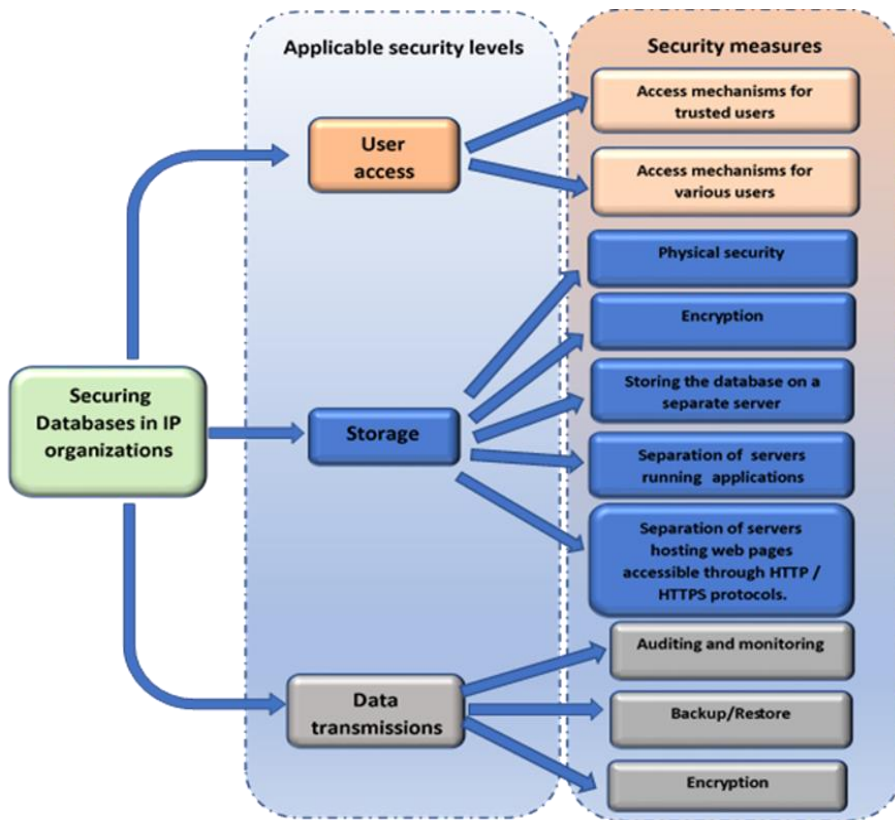 Applicable security levels
Security measures
Access mechanisms for
trusted users
User
access
Access mechanisms for
various users
Physical security
Encryption
Securing
Databases in IP
organizations
Storing the database on a
separate server
Storage
Separation of servers
running applications
Separation of servers
hosting web pages
accessible through HTTP /
HTTPS protocols.
Auditing and monitoring
Data
transmissions
Backup/Restore
Encryption